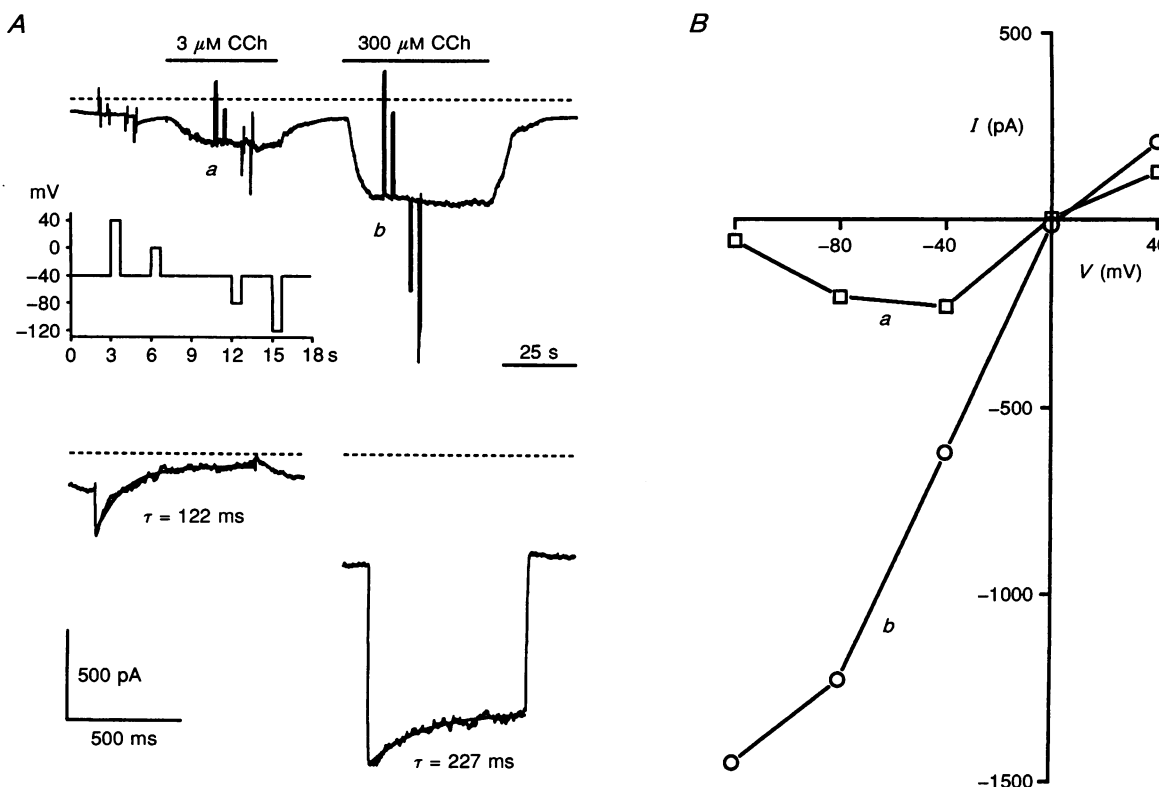 A
3 μM CCh
300 μM CCh
a
b
mV
40
0
−40
−80
−120
0 3 6 9 12 15 18 s
25 s
τ = 122 ms
500 pA
500 ms
τ = 227 ms
B
500
I (pA)
−80
−40
40
V (mV)
a
−500
−1000
b
−1500